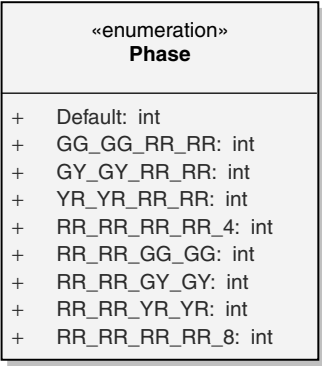 «enumeration»
Phase
+ Default: int
+ GG_GG_RR_RR: int
+ GY_GY_RR_RR: int
+ YR_YR_RR_RR: int
+ RR_RR_RR_RR_4: int
+ RR_RR_GG_GG: int
+ RR_RR_GY_GY: int
+ RR_RR_YR_YR: int
+ RR_RR_RR_RR_8: int